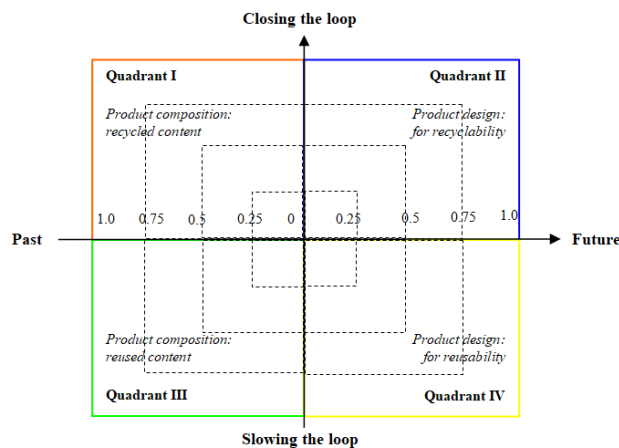 Closing the loop
Quadrant I
Quadrant II
Product composition:
recycled content
Product design:
for recyclability
1.0 0.75 0.5 0.25 0 0.25 0.5 0.75 1.0
Past
Future
Product composition:
reused content
Product design:
for reusability
Quadrant III
Quadrant IV
Slowing the loop